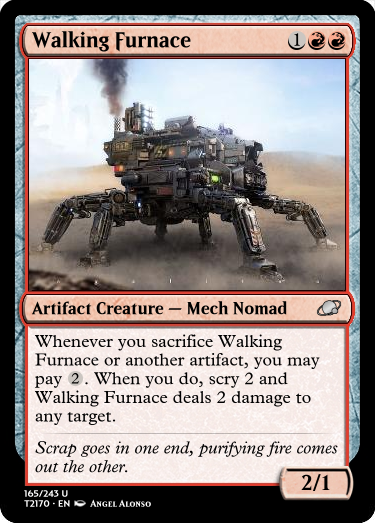 Walking Furnace 1
Artifact Creature — Mech Nomad
Whenever you sacrifice Walking
Furnace or another artifact, you may
pay 2. When you do, scry 2 and
Walking Furnace deals 2 damage to
any target.
Scrap goes in one end, purifying fire comes
out the other.
2/1
165/243 U
T2170 • EN Angel Alonso